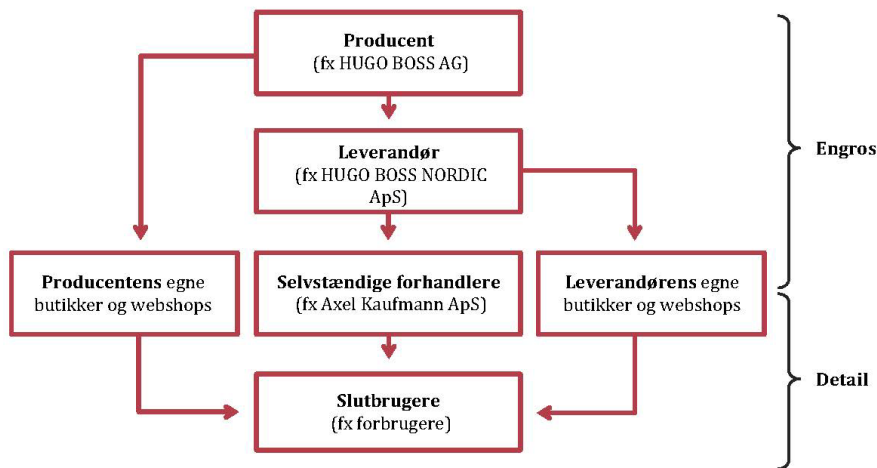 Producent
(fx HUGO BOSS AG)
Leverandør
(fx HUGO BOSS NORDIC
ApS)
Engros
Producentens egne
butikker og webshops
Selvstændige forhandlere
(fx Axel Kaufmann ApS)
Leverandørens egne
butikker og webshops
Slutbrugere
(fx forbrugere)
Detail